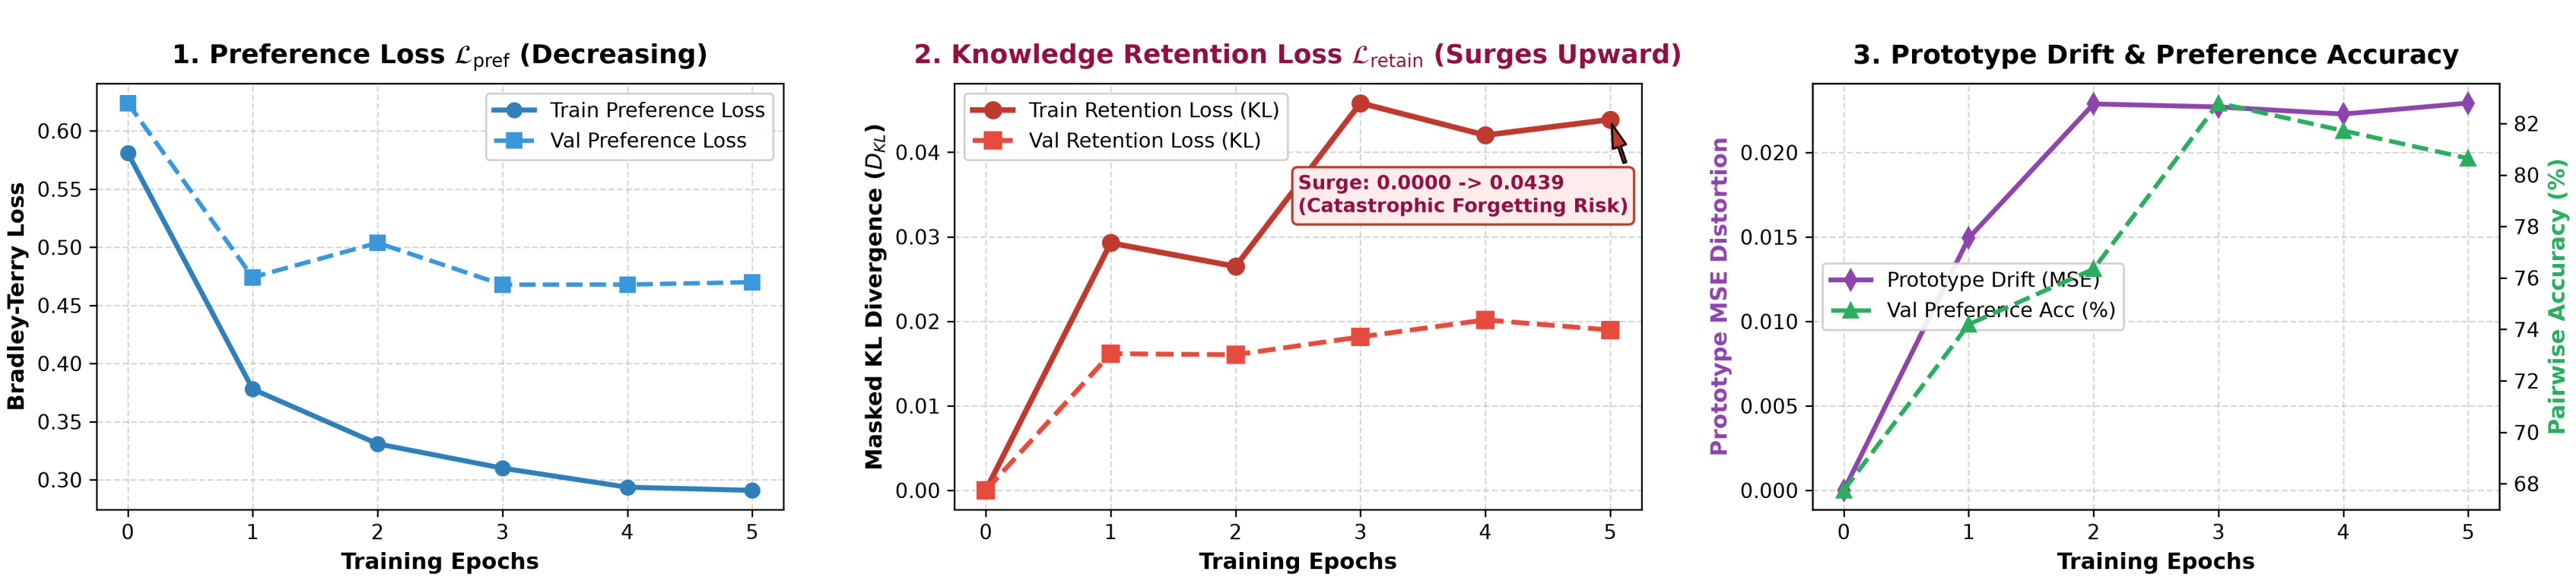 1. Preference Loss ℒpref (Decreasing)
Bradley-Terry Loss
0.60
0.55
0.50
0.45
0.40
0.35
0.30
Train Preference Loss
Val Preference Loss
0
1
2
3
4
5
Training Epochs
2. Knowledge Retention Loss ℒretain (Surges Upward)
Masked KL Divergence (D_KL)
0.04
0.03
0.02
0.01
0.00
Train Retention Loss (KL)
Val Retention Loss (KL)
Surge: 0.0000 -> 0.0439
(Catastrophic Forgetting Risk)
0
1
2
3
4
5
Training Epochs
3. Prototype Drift & Preference Accuracy
Prototype MSE Distortion
0.020
0.015
0.010
0.005
0.000
Prototype Drift (MSE)
Val Preference Acc (%)
82
80
78
76
74
72
70
68
Pairwise Accuracy (%)
0
1
2
3
4
5
Training Epochs